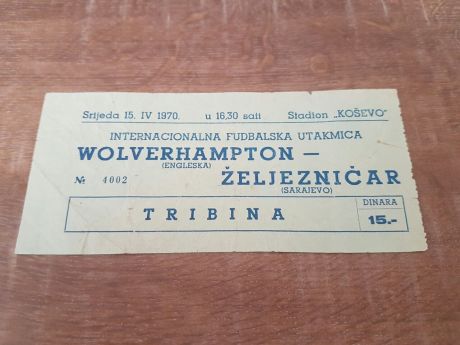 Srijeda 15. IV 1970. u 16,30 sati Stadion „KOŠEVO"
INTERNACIONALNA FUDBALSKA UTAKMICA
WOLVERHAMPTON —
(ENGLESKA)
№ 4002
ŽELJEZNIČAR
(SARAJEVO)
TRIBINA
DINARA
15.-